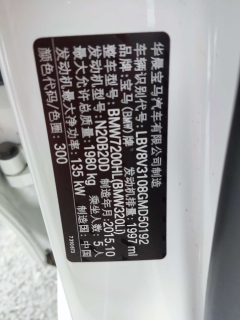 华晨宝马汽车有限公司 制造
车辆识别代号: LBV8V3108GMD50192
品牌: 宝马(BMW)牌
整车型号: BMW7200HL(BMW320Li)
发动机型号: N20B20D
发动机排量: 1997 ml
制造年月: 2015.10
最大允许总质量: 1980 kg
乘坐人数: 5 人
发动机最大净功率: 135 kW
制造国: 中国
颜色色号: 300